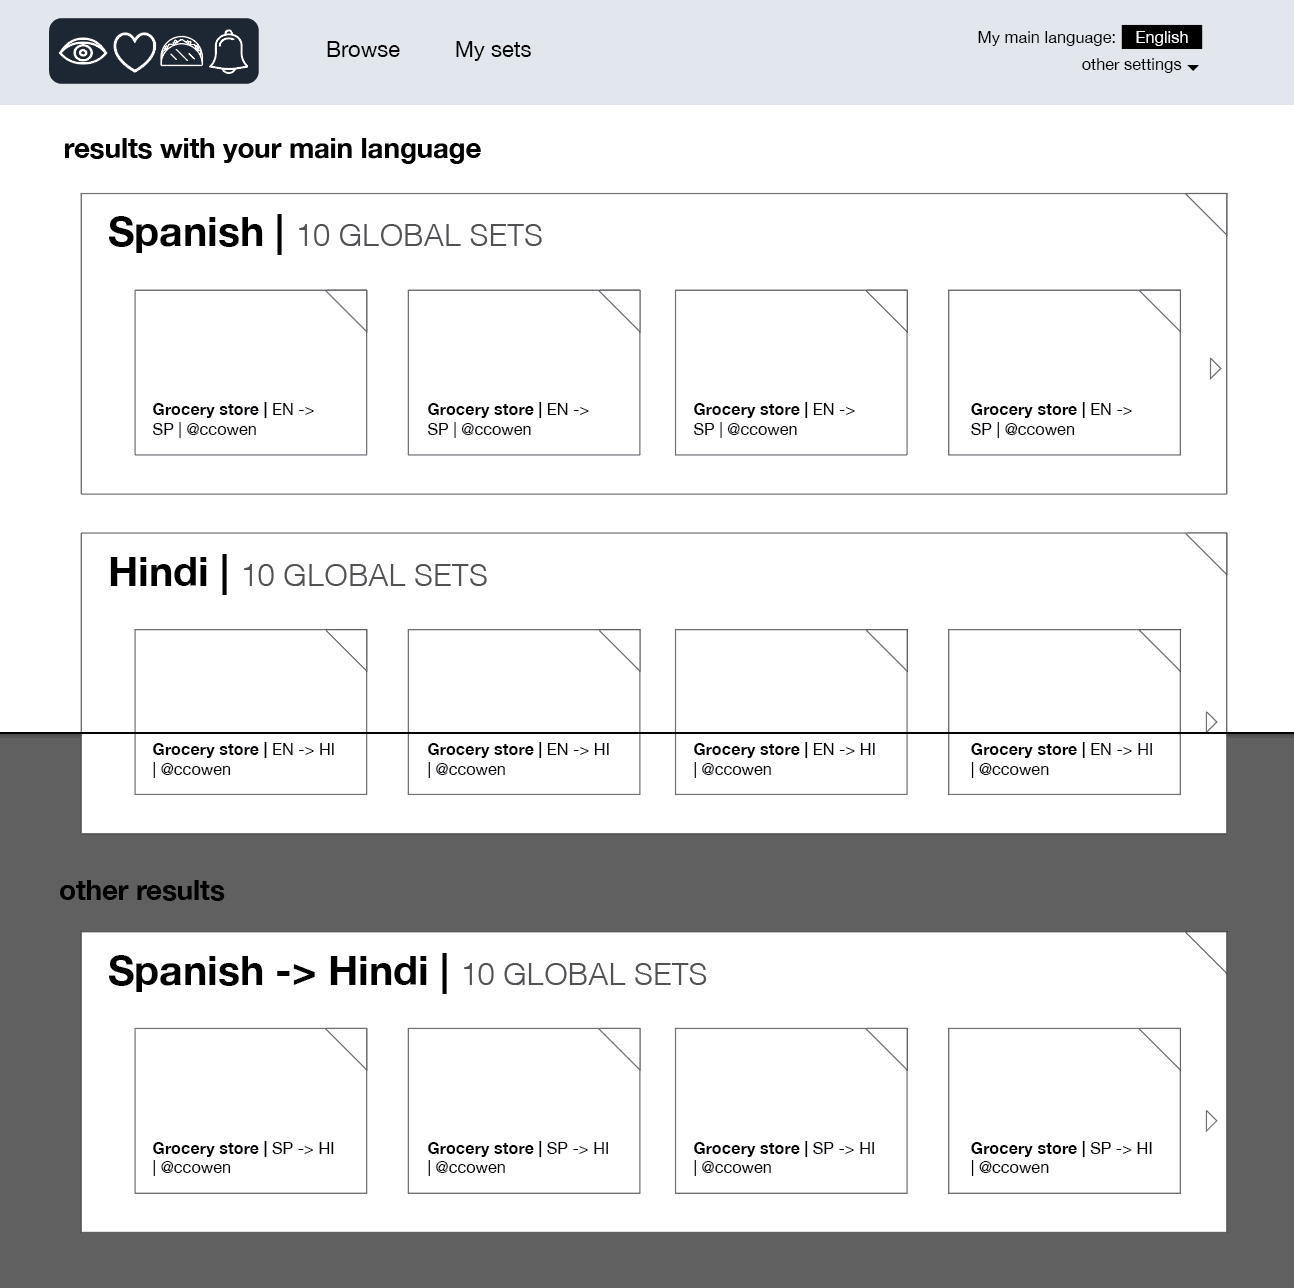 Browse
My sets
My main language: English
other settings
results with your main language
Spanish | 10 GLOBAL SETS
Grocery store | EN ->
SP | @ccowen
Grocery store | EN ->
SP | @ccowen
Grocery store | EN ->
SP | @ccowen
Grocery store | EN ->
SP | @ccowen
Hindi | 10 GLOBAL SETS
Grocery store | EN -> HI
| @ccowen
Grocery store | EN -> HI
| @ccowen
Grocery store | EN -> HI
| @ccowen
Grocery store | EN -> HI
| @ccowen
other results
Spanish -> Hindi | 10 GLOBAL SETS
Grocery store | SP -> HI
| @ccowen
Grocery store | SP -> HI
| @ccowen
Grocery store | SP -> HI
| @ccowen
Grocery store | SP -> HI
| @ccowen